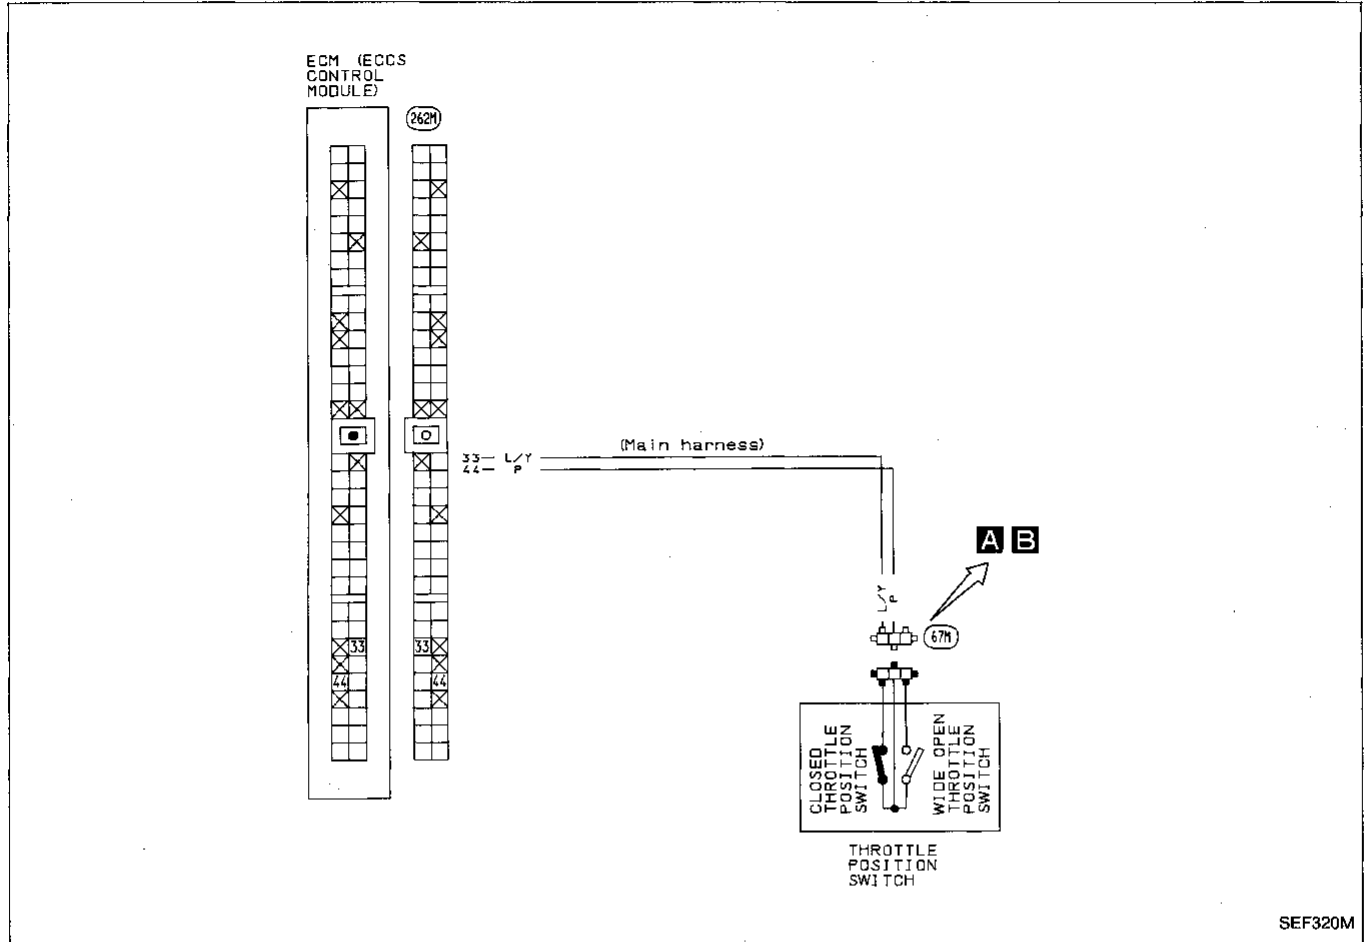 ECM (ECCS
CONTROL
MODULE)
262M
(Main harness)
33 L/Y
44 P
A B
L/Y
P
67M
33
33
44
44
CLOSED
THROTTLE
POSITION
SWITCH
WIDE OPEN
THROTTLE
POSITION
SWITCH
THROTTLE
POSITION
SWITCH
SEF320M